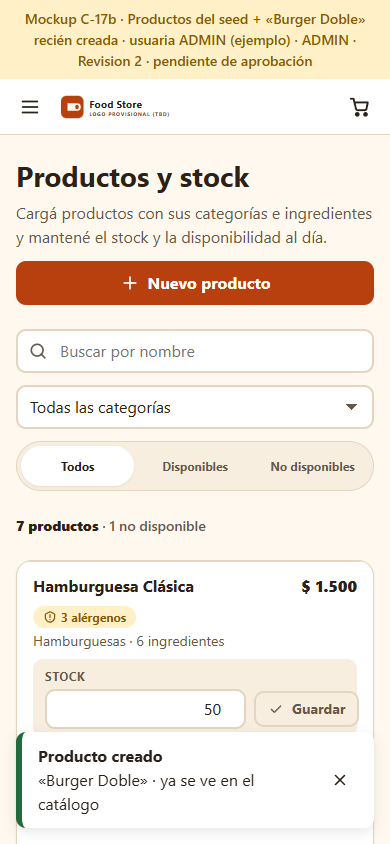 Mockup C-17b · Productos del seed + «Burger Doble»
recién creada · usuaria ADMIN (ejemplo) · ADMIN ·
Revision 2 · pendiente de aprobación
Food Store
LOGO PROVISIONAL (TBD)
Productos y stock
Cargá productos con sus categorías e ingredientes
y mantené el stock y la disponibilidad al día.
Nuevo producto
Buscar por nombre
Todas las categorías
Todos Disponibles No disponibles
7 productos · 1 no disponible
Hamburguesa Clásica $ 1.500
3 alérgenos
Hamburguesas · 6 ingredientes
STOCK
50 Guardar
Producto creado
«Burger Doble» · ya se ve en el
catálogo